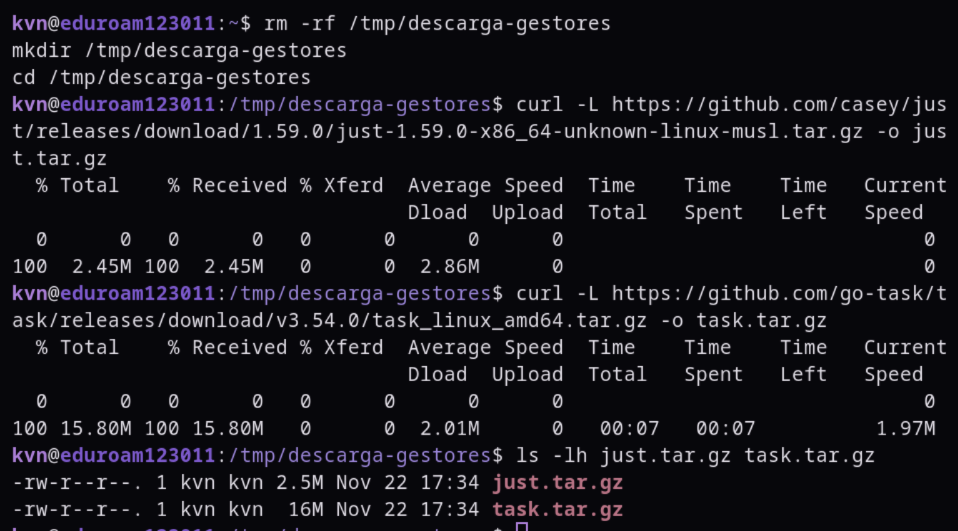 kvn@eduroam123011:~$ rm -rf /tmp/descarga-gestores
mkdir /tmp/descarga-gestores
cd /tmp/descarga-gestores
kvn@eduroam123011:/tmp/descarga-gestores$ curl -L https://github.com/casey/jus
t/releases/download/1.59.0/just-1.59.0-x86_64-unknown-linux-musl.tar.gz -o jus
t.tar.gz
  % Total    % Received % Xferd  Average Speed  Time    Time    Time   Current
                                 Dload  Upload  Total   Spent   Left   Speed
  0      0   0      0   0      0      0      0                              0
100  2.45M 100  2.45M   0      0  2.86M      0                              0
kvn@eduroam123011:/tmp/descarga-gestores$ curl -L https://github.com/go-task/t
ask/releases/download/v3.54.0/task_linux_amd64.tar.gz -o task.tar.gz
  % Total    % Received % Xferd  Average Speed  Time    Time    Time   Current
                                 Dload  Upload  Total   Spent   Left   Speed
  0      0   0      0   0      0      0      0                              0
100 15.80M 100 15.80M   0      0  2.01M      0   00:07   00:07          1.97M
kvn@eduroam123011:/tmp/descarga-gestores$ ls -lh just.tar.gz task.tar.gz
-rw-r--r--. 1 kvn kvn 2.5M Nov 22 17:34 just.tar.gz
-rw-r--r--. 1 kvn kvn  16M Nov 22 17:34 task.tar.gz